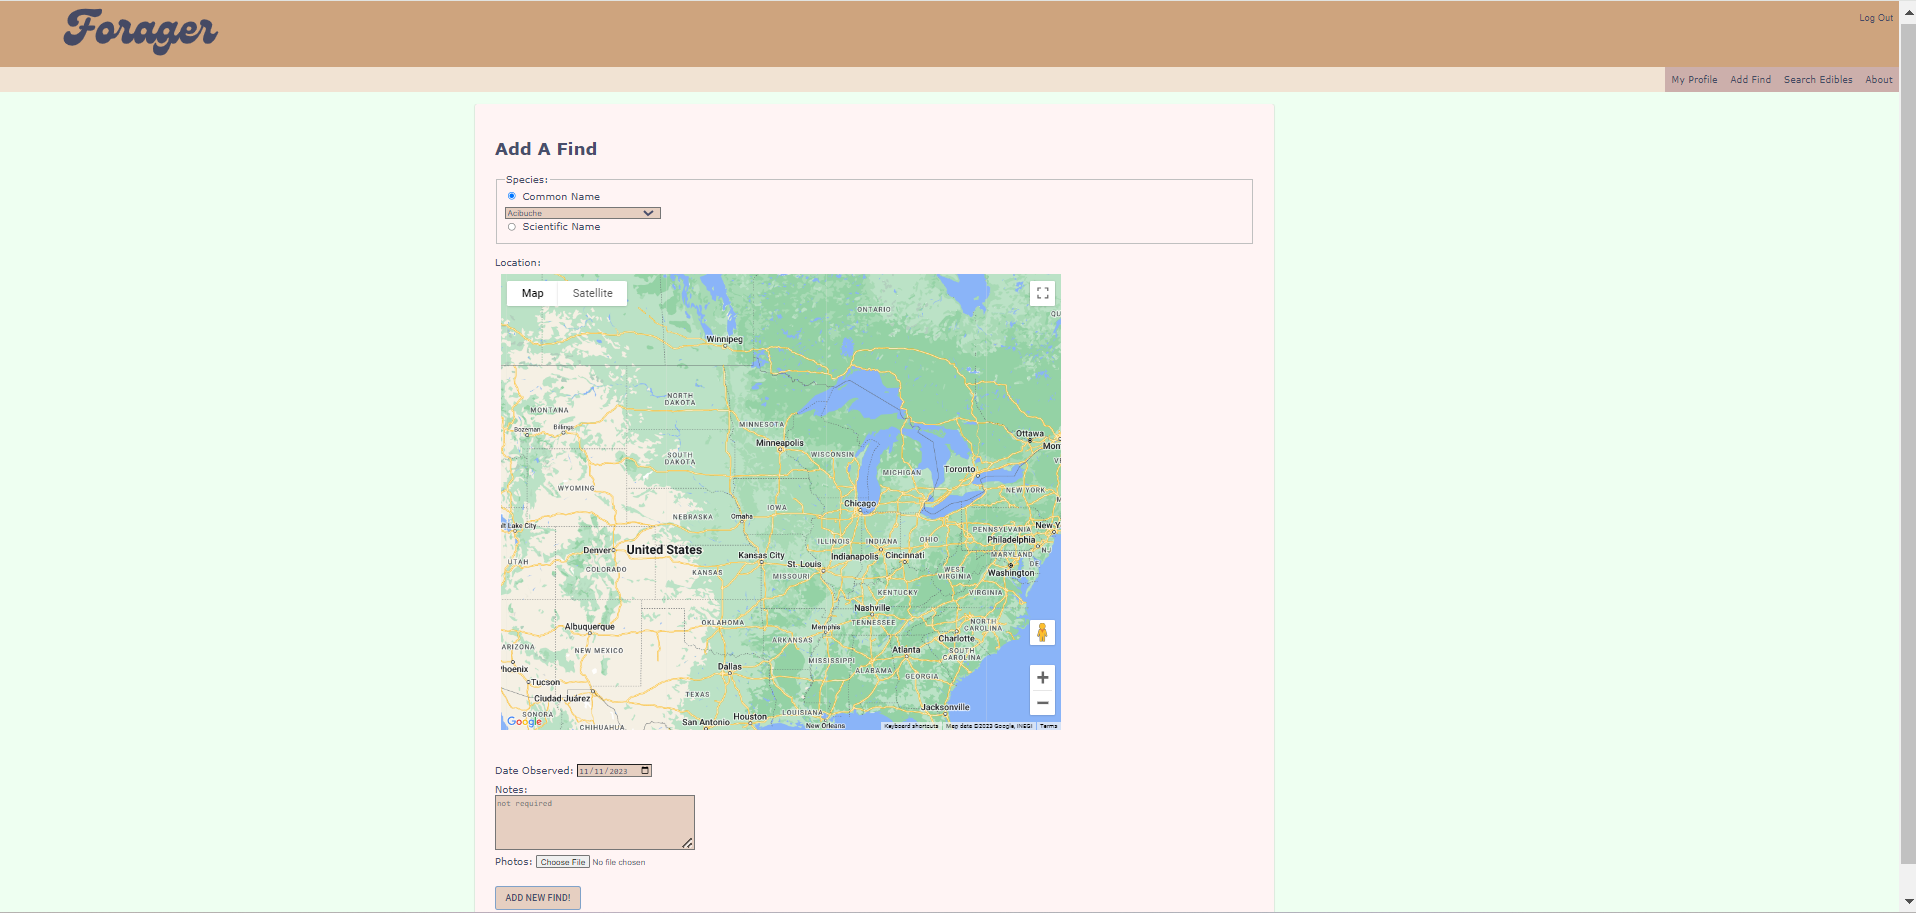 Forager
Log Out
My Profile Add Find Search Edibles About
Add A Find
Species:
Common Name
Acibuche
Scientific Name
Location:
Map Satellite
ONTARIO
QU
Winnipeg
NORTH
DAKOTA
MONTANA
Bozeman Billings
MINNESOTA
Minneapolis
Ottawa
Mon
WISCONSIN
SOUTH
DAKOTA
MICHIGAN
Toronto
VE
WYOMING
NEW YORK
M
Chicago
IOWA
NEBRASKA Omaha
lt Lake City
PENNSYLVANIA New Y
ILLINOIS INDIANA OHIO
Philadelphia
NJ
Denver United States
Kansas City
Indianapolis Cincinnati
MARYLAND
DE
UTAH
COLORADO
KANSAS
St. Louis
MISSOURI
WEST
VIRGINIA
Washington
KENTUCKY
VIRGINIA
Nashville
OKLAHOMA
TENNESSEE
NORTH
CAROLINA
Albuquerque
Memphis
ARKANSAS
Charlotte
ARIZONA
NEW MEXICO
Atlanta
SOUTH
CAROLINA
Phoenix
Dallas
MISSISSIPPI
ALABAMA
GEORGIA
Tucson
Ciudad Juárez
TEXAS
Jacksonville
SONORA
CHIHUAHUA
San Antonio
Houston
LOUISIANA
New Orleans
Google
Keyboard shortcuts Map data ©2023 Google, INEGI Terms
Date Observed: 11/11/2023
Notes:
not required
Photos: Choose File No file chosen
ADD NEW FIND!